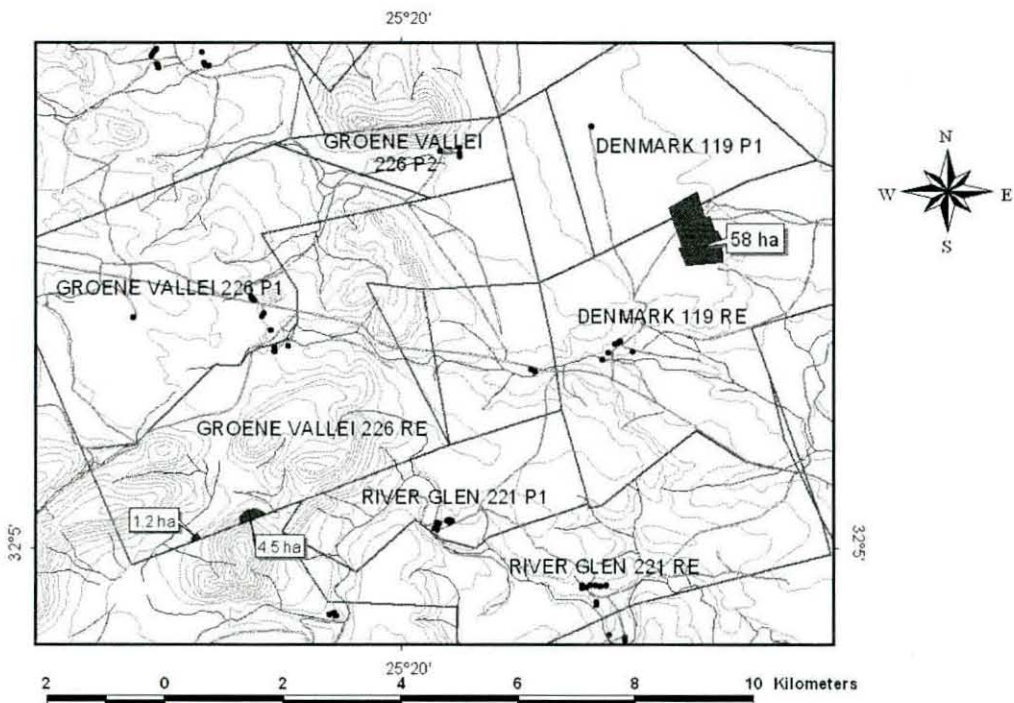 25°20'
GROENE VALLEI
226 P2
DENMARK 119 P1
N
W
E
S
58 ha
GROENE VALLEI 226 P1
DENMARK 119 RE
GROENE VALLEI 226 RE
RIVER GLEN 221 P1
1.2 ha
4.5 ha
32°5'
32°5'
RIVER GLEN 221 RE
25°20'
2 0 2 4 6 8 10 Kilometers